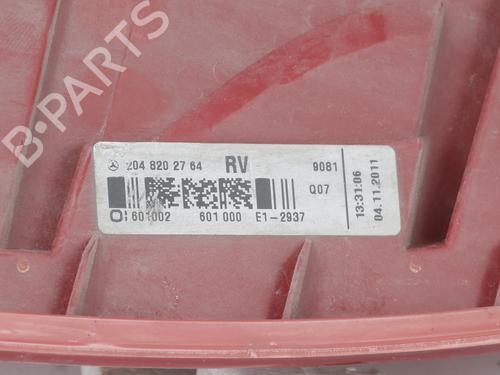 B-PARTS
204 820 27 64 RV 9081
Q07
601002 601 000 E1-2937
13:31:06
04.11.2011